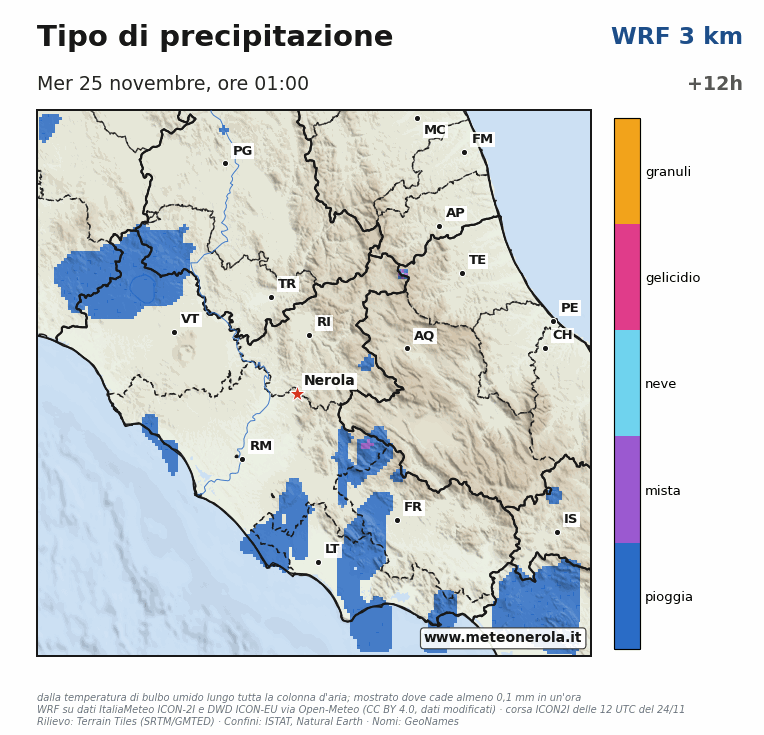 Tipo di precipitazione
WRF 3 km
Mer 25 novembre, ore 01:00
+12h
MC
FM
PG
AP
TE
TR
PE
VT
RI
AQ
CH
Nerola
RM
FR
IS
LT
www.meteonerola.it
granuli
gelicidio
neve
mista
pioggia
dalla temperatura di bulbo umido lungo tutta la colonna d'aria; mostrato dove cade almeno 0,1 mm in un'ora
WRF su dati ItaliaMeteo ICON-2I e DWD ICON-EU via Open-Meteo (CC BY 4.0, dati modificati) · corsa ICON2I delle 12 UTC del 24/11
Rilievo: Terrain Tiles (SRTM/GMTED) · Confini: ISTAT, Natural Earth · Nomi: GeoNames